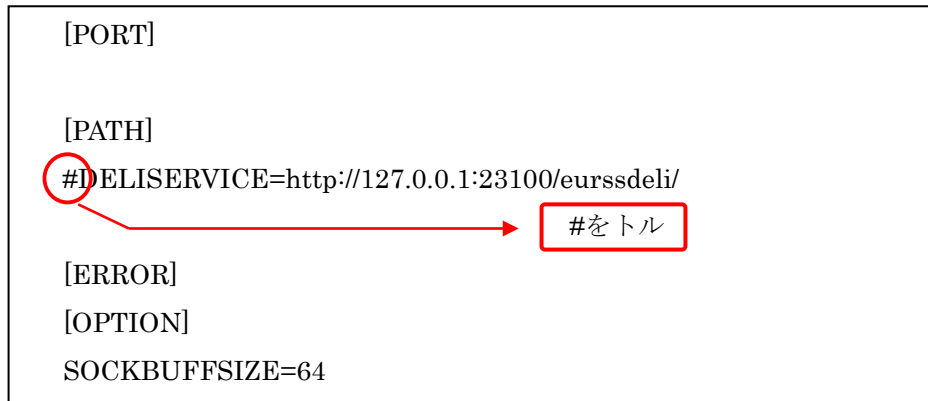 [PORT]
[PATH]
#DELISERVICE=http://127.0.0.1:23100/eurssdeli/
#をトル
[ERROR]
[OPTION]
SOCKBUFFSIZE=64